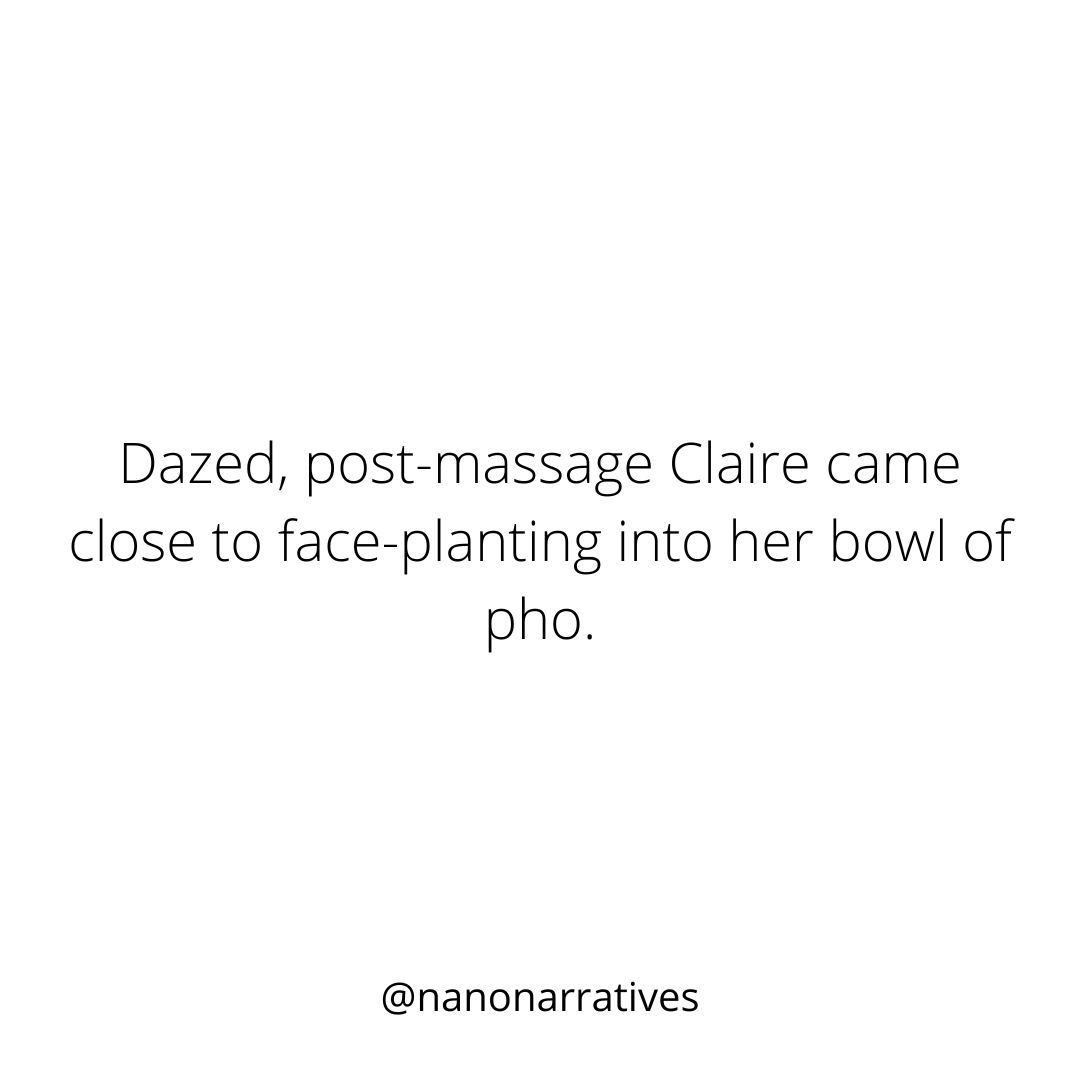 Dazed, post-massage Claire came
close to face-planting into her bowl of
pho.
@nanonarratives